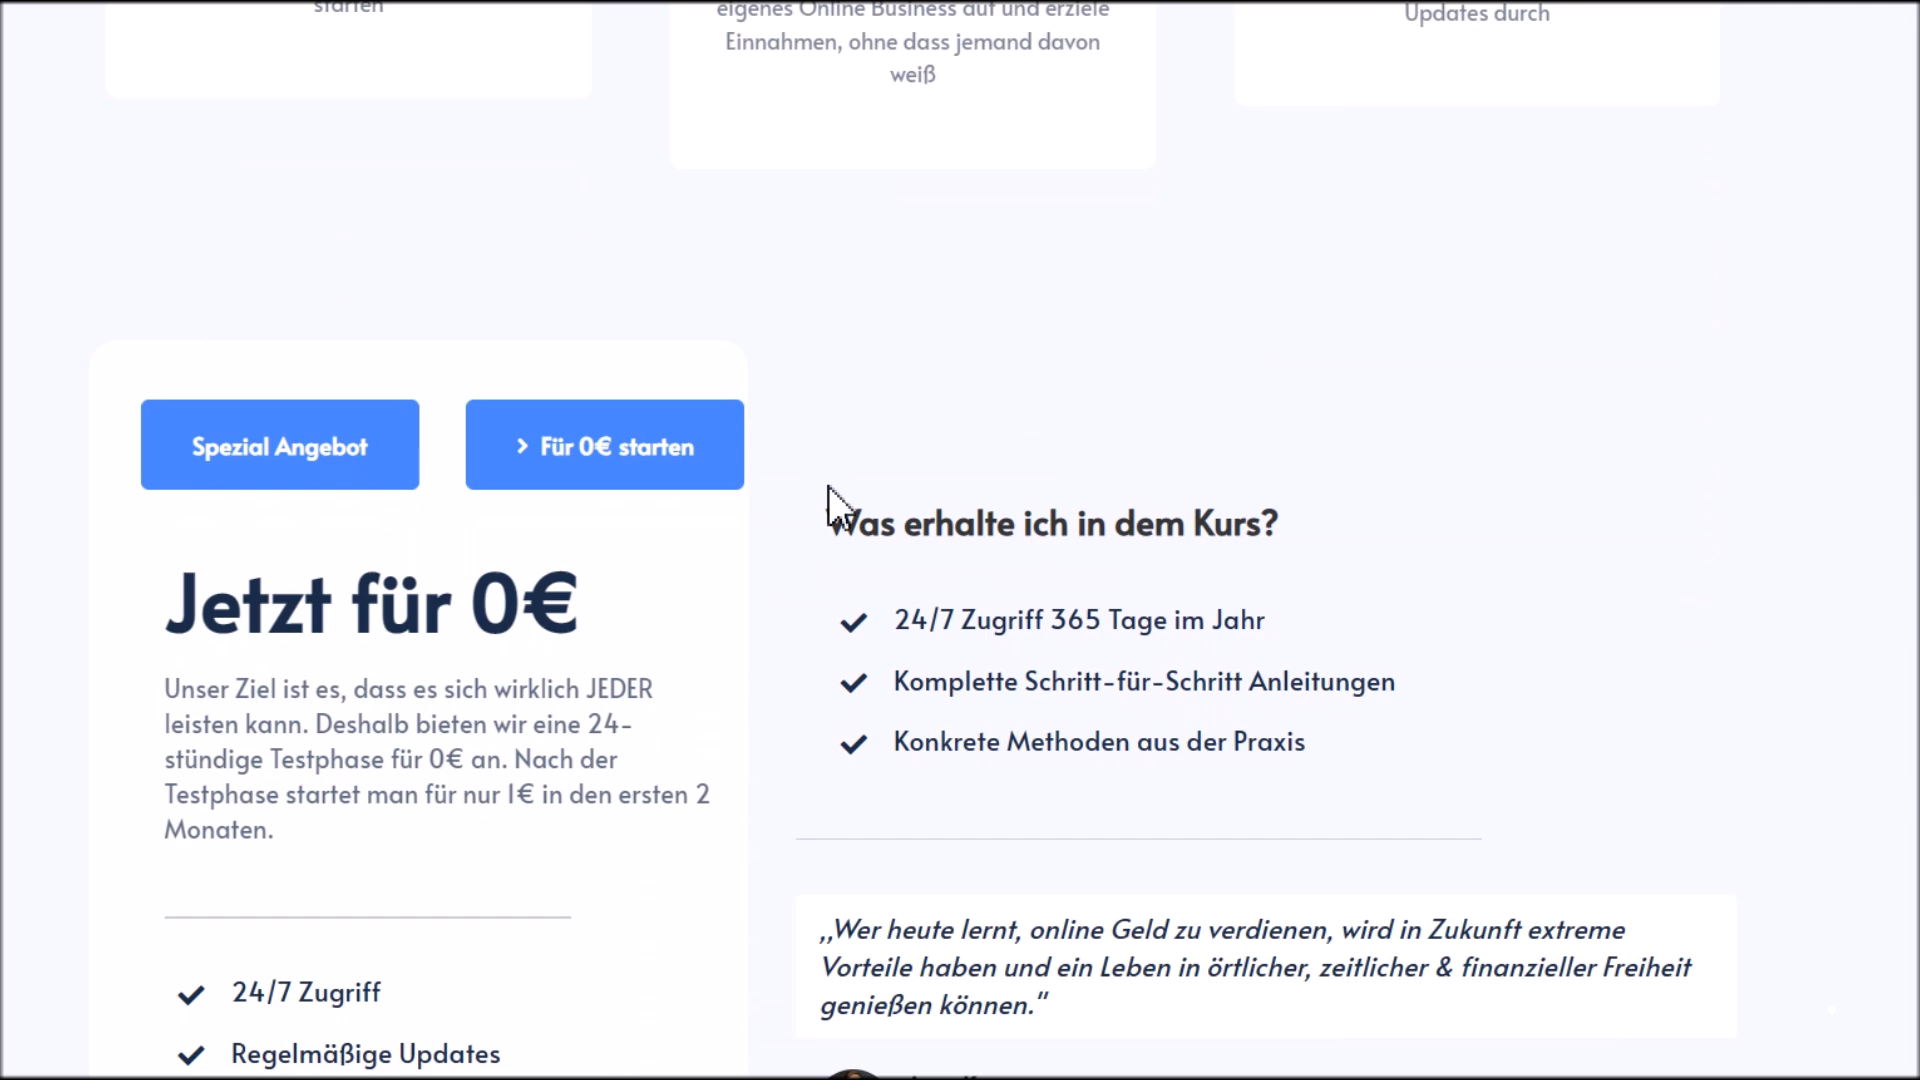 starten
eigenes Online Business auf und erziele
Einnahmen, ohne dass jemand davon
weiß
Updates durch
Spezial Angebot
Für 0€ starten
Jetzt für 0€
Unser Ziel ist es, dass es sich wirklich JEDER
leisten kann. Deshalb bieten wir eine 24-
stündige Testphase für 0€ an. Nach der
Testphase startet man für nur 1€ in den ersten 2
Monaten.
24/7 Zugriff
Regelmäßige Updates
Was erhalte ich in dem Kurs?
24/7 Zugriff 365 Tage im Jahr
Komplette Schritt-für-Schritt Anleitungen
Konkrete Methoden aus der Praxis
,,Wer heute lernt, online Geld zu verdienen, wird in Zukunft extreme
Vorteile haben und ein Leben in örtlicher, zeitlicher & finanzieller Freiheit
genießen können."